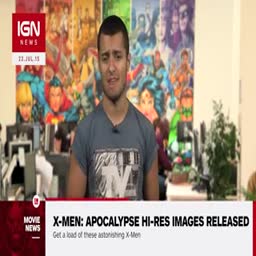 IGN
NEWS
22.JUL.15
MOVIE
NEWS
X-MEN: APOCALYPSE HI-RES IMAGES RELEASED
Get a load of these astonishing X-Men